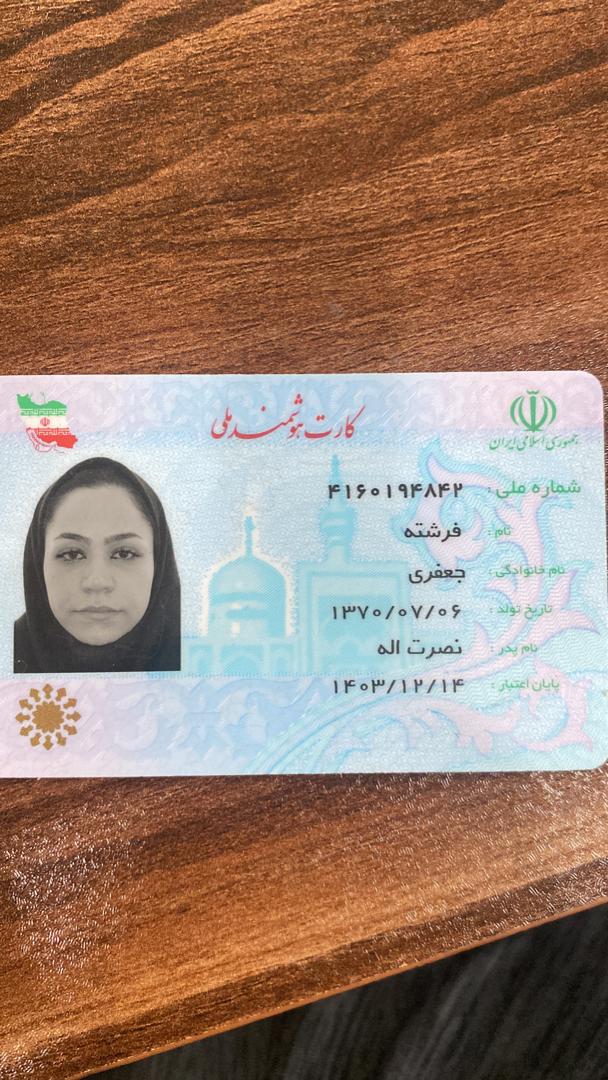 کارت هوشمند ملی
جمهوری اسلامی ایران
شماره ملی: ۴۱۶۰۱۹۴۸۴۲
نام: فرشته
نام خانوادگی: جعفری
تاریخ تولد: ۱۳۷۰/۰۷/۰۶
نام پدر: نصرت اله
پایان اعتبار: ۱۴۰۳/۱۲/۱۴